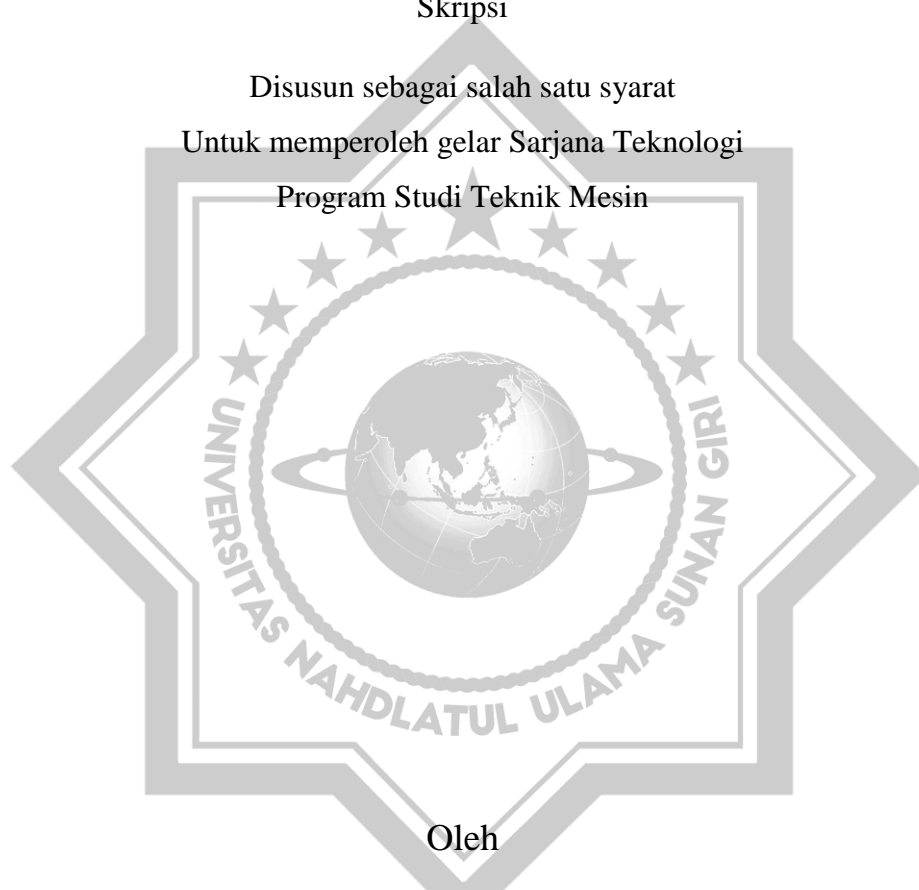 Skripsi
Disusun sebagai salah satu syarat
Untuk memperoleh gelar Sarjana Teknologi
Program Studi Teknik Mesin
UNIVERSITAS NAHDLATUL ULAMA SUNAN GIRI
Oleh